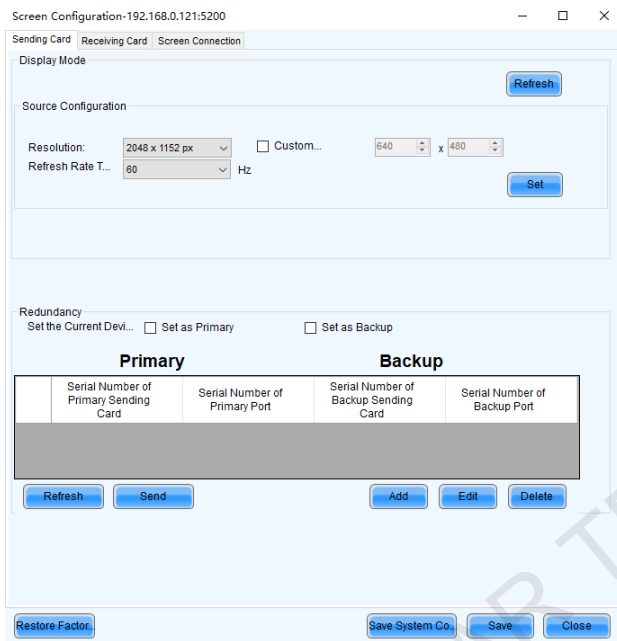 Screen Configuration-192.168.0.121:5200
Sending Card Receiving Card Screen Connection
Display Mode
Refresh
Source Configuration
Resolution: 2048 x 1152 px Custom... 640 x 480
Refresh Rate T... 60 Hz
Set
Redundancy
Set the Current Devi... Set as Primary Set as Backup
Primary Backup
Serial Number of Primary Sending Card
Serial Number of Primary Port
Serial Number of Backup Sending Card
Serial Number of Backup Port
Refresh Send Add Edit Delete
Restore Factor.. Save System Co.. Save Close